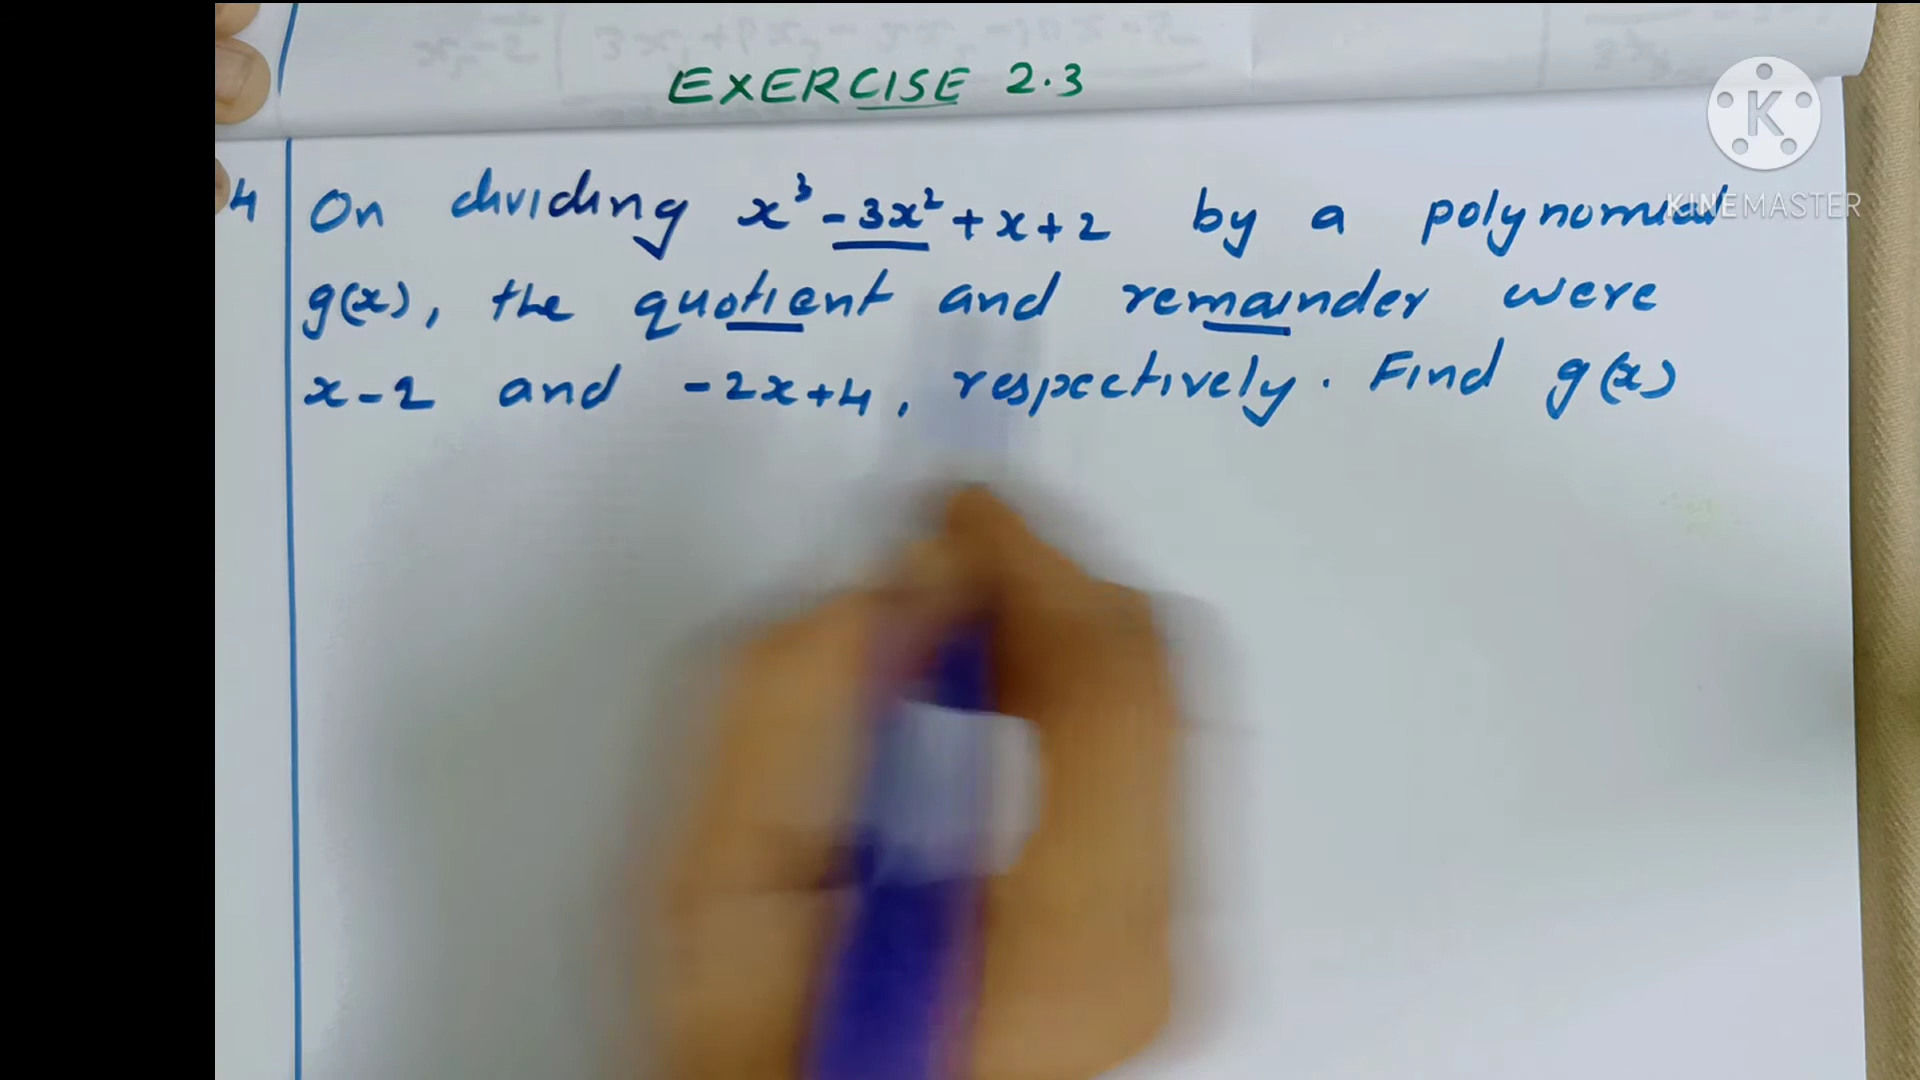 EXERCISE 2.3
K
KINEMASTER
4 On dividing x³ - 3x² + x + 2 by a polynomial
g(x), the quotient and remainder were
x - 2 and - 2x + 4, respectively. Find g(x)